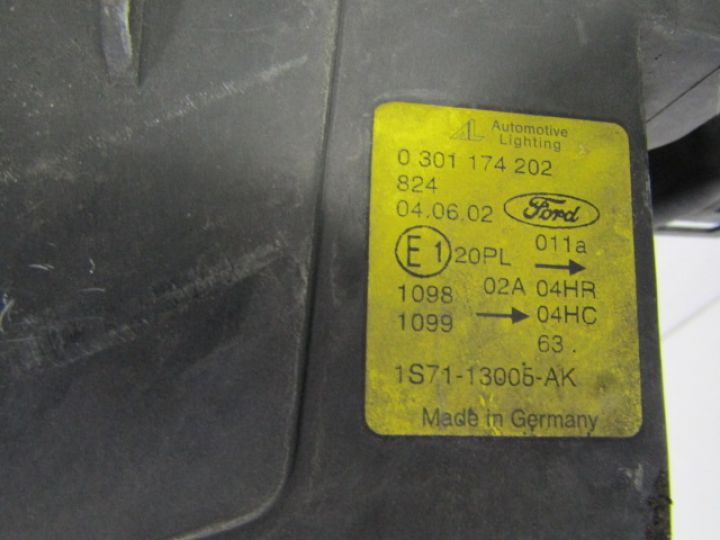 AL Automotive
Lighting
0 301 174 202
824
04.06.02 Ford
E1 20PL 011a →
1098 02A 04HR
1099 → 04HC
63 .
1S71-13005-AK
Made in Germany